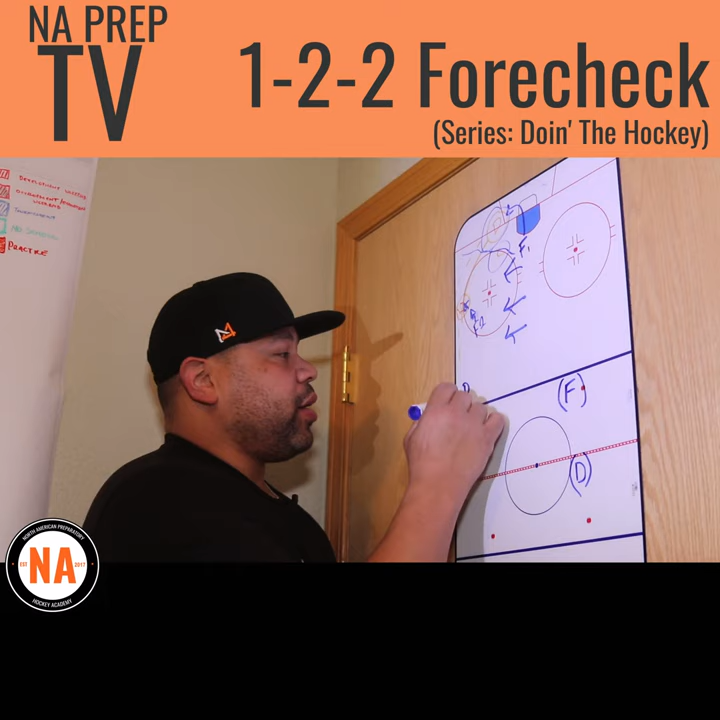 NA PREP
TV
1-2-2 Forecheck
(Series: Doin' The Hockey)
PRACTICE
F1
(F)
D
(D)
NORTH AMERICAN PREPARATORY
EST
NA
2017
HOCKEY ACADEMY